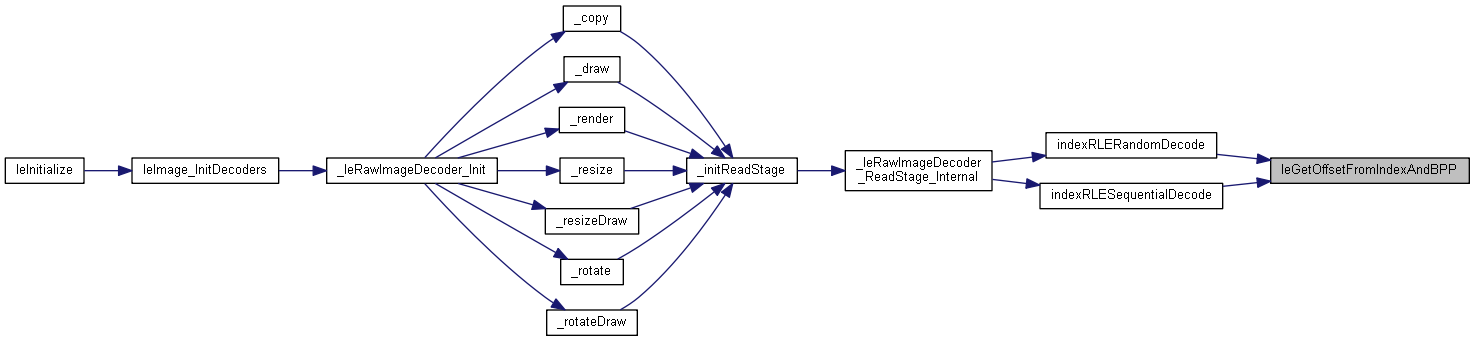 _copy
_draw
_render
leInitialize
leImage_InitDecoders
_leRawImageDecoder_Init
_resize
_initReadStage
_leRawImageDecoder
_ReadStage_Internal
indexRLERandomDecode
leGetOffsetFromIndexAndBPP
indexRLESequentialDecode
_resizeDraw
_rotate
_rotateDraw